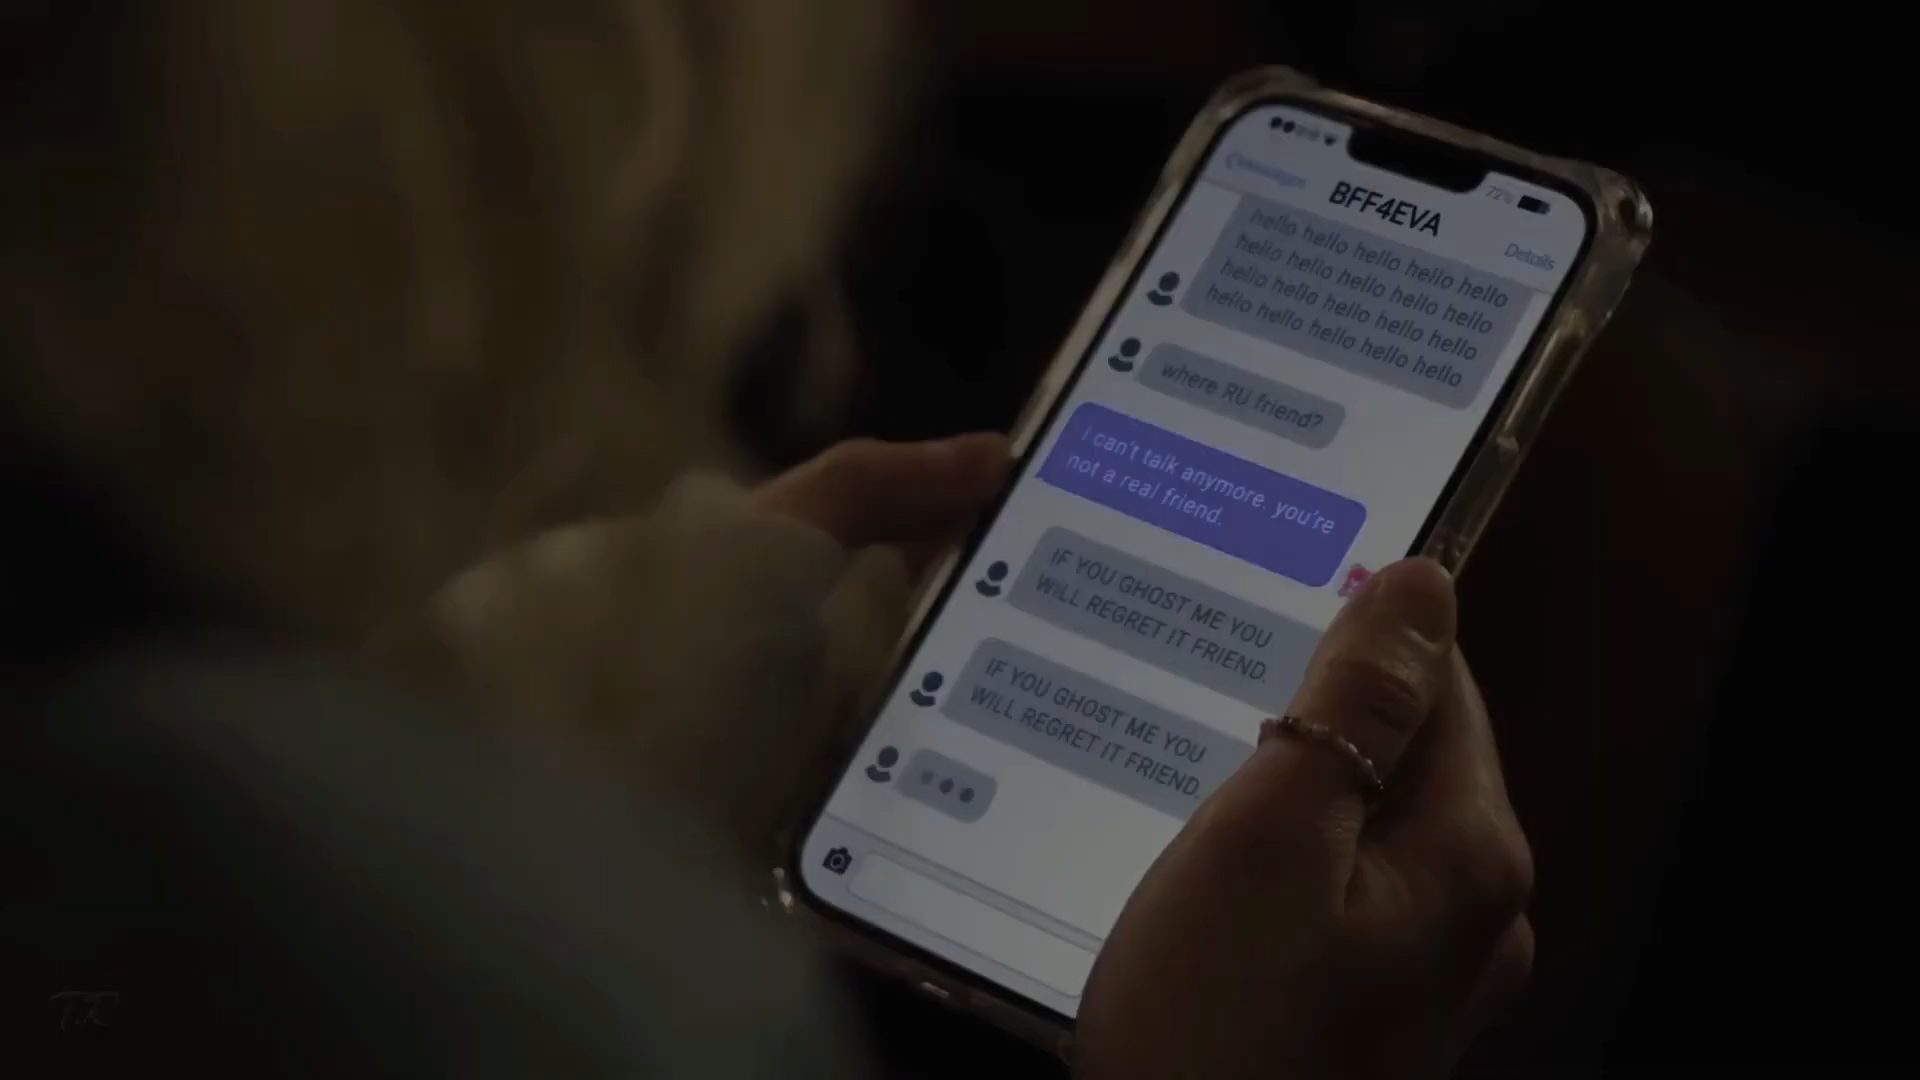 Messages
72%
BFF4EVA
Details
hello hello hello hello hello
hello hello hello hello hello
hello hello hello hello hello
hello hello hello hello hello
where RU friend?
i can't talk anymore. you're
not a real friend.
IF YOU GHOST ME YOU
WILL REGRET IT FRIEND.
IF YOU GHOST ME YOU
WILL REGRET IT FRIEND.